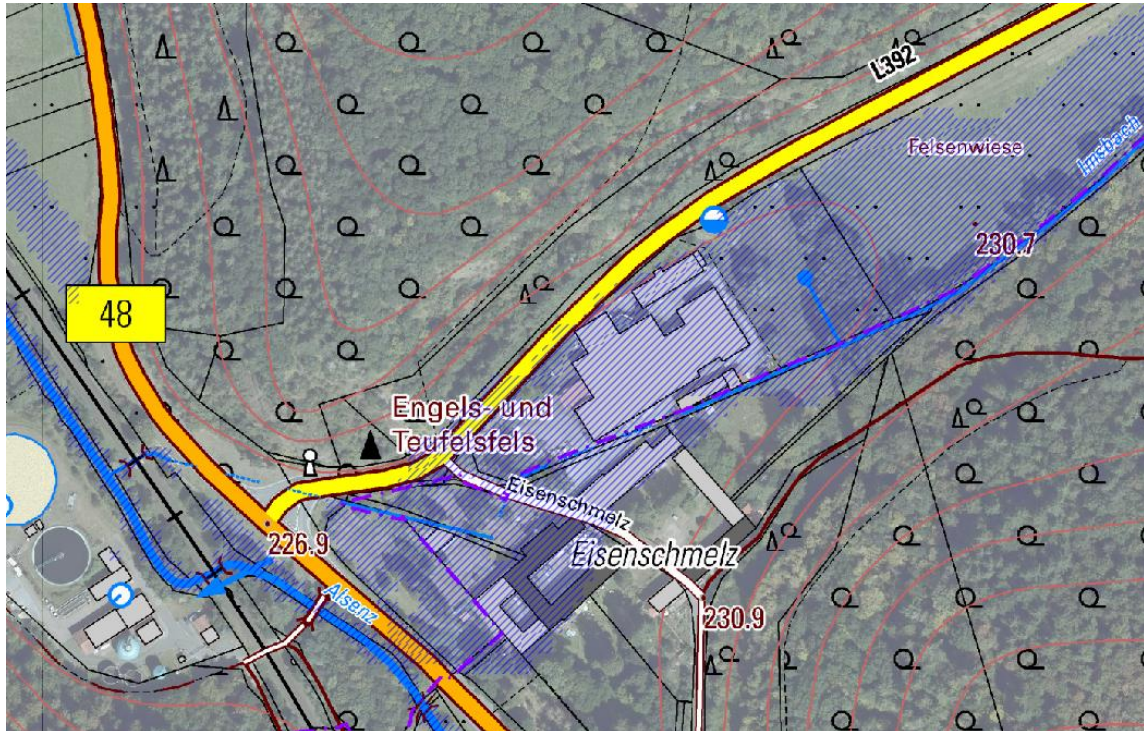 L392
Felsenwiese
Imsbach
230.7
48
Engels- und
Teufelsfels
Eisenschmelz
Eisenschmelz
226.9
Alsenz
230.9